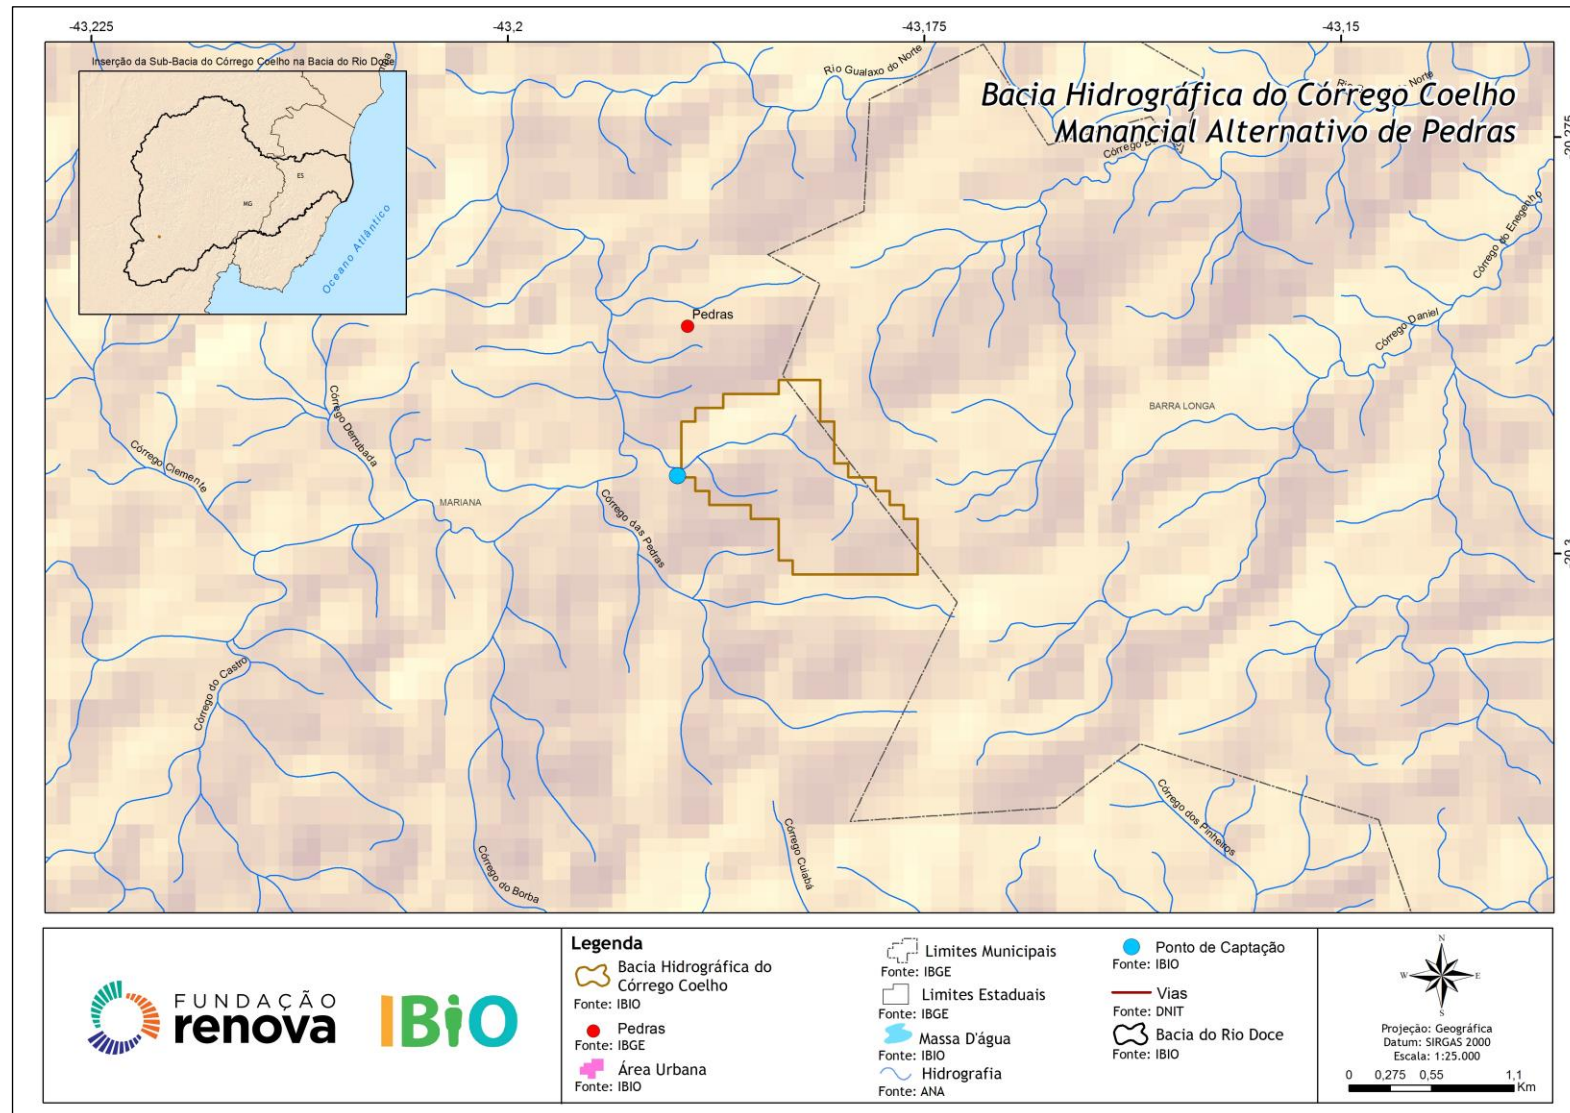 -43,225
-43,2
-43,175
-43,15
Inserção da Sub-Bacia do Córrego Coelho na Bacia do Rio Doce
MG
ES
Oceano Atlântico
Bacia Hidrográfica do Córrego Coelho
Manancial Alternativo de Pedras
Rio Gualaxo do Norte
Norte
-20,275
Córrego do Enegenho
Córrego Daniel
Pedras
BARRA LONGA
Córrego Derrubada
Córrego Clemente
MARIANA
Córrego das Pedras
-20,3
Córrego do Castro
Córrego do Borba
Córrego Cuiabá
Córrego dos Pinheiros
FUNDAÇÃO
renova
IBiO
Legenda
Bacia Hidrográfica do
Córrego Coelho
Fonte: IBIO
Pedras
Fonte: IBGE
Área Urbana
Fonte: IBIO
Limites Municipais
Fonte: IBGE
Limites Estaduais
Fonte: IBGE
Massa D'água
Fonte: IBIO
Hidrografia
Fonte: ANA
Ponto de Captação
Fonte: IBIO
Vias
Fonte: DNIT
Bacia do Rio Doce
Fonte: IBIO
N
W
E
S
Projeção: Geográfica
Datum: SIRGAS 2000
Escala: 1:25.000
0 0,275 0,55 1,1
Km